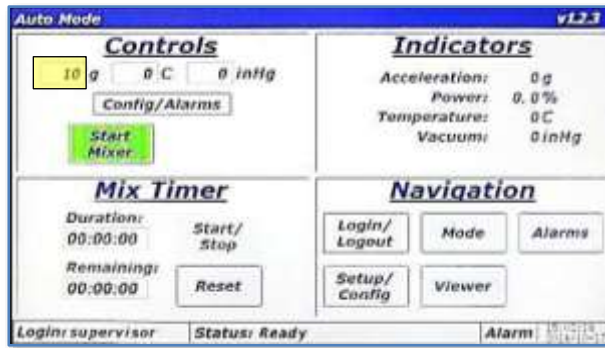 Auto Mode v1.2.3
Controls
10 g 0 C 0 inHg
Config/Alarms
Start
Mixer
Indicators
Acceleration: 0 g
Power: 0.0%
Temperature: 0 C
Vacuum: 0 inHg
Mix Timer
Duration:
00:00:00
Start/
Stop
Remaining:
00:00:00
Reset
Navigation
Login/
Logout
Mode
Alarms
Setup/
Config
Viewer
Login: supervisor
Status: Ready
Alarm